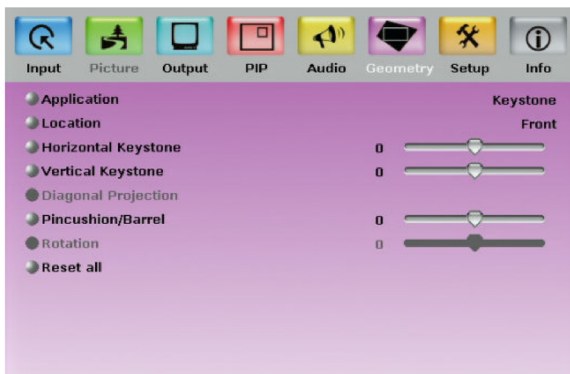 Input Picture Output PIP Audio Geometry Setup Info
Application Keystone
Location Front
Horizontal Keystone 0
Vertical Keystone 0
Diagonal Projection
Pincushion/Barrel 0
Rotation 0
Reset all